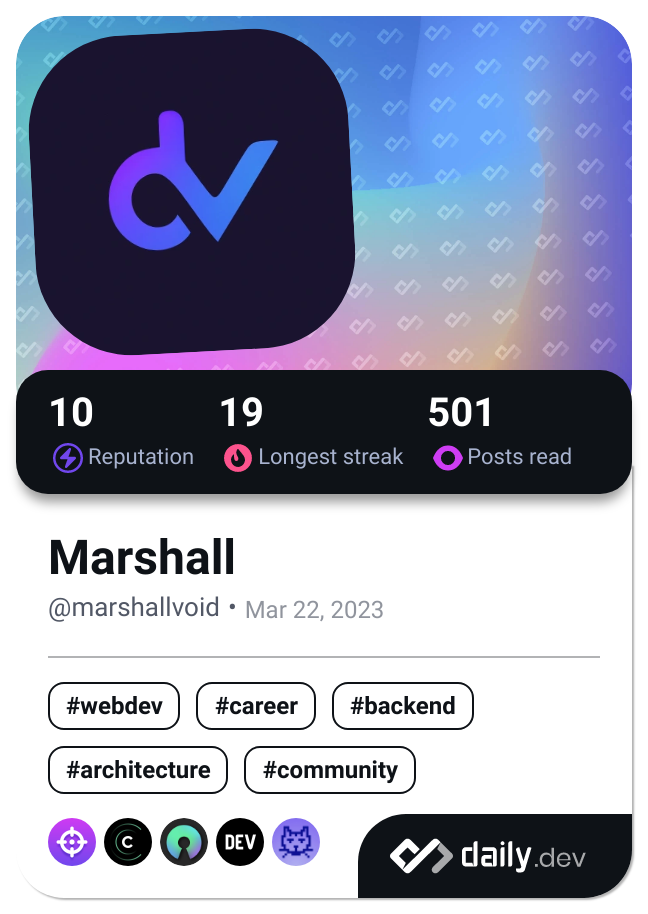 dv
10 19 501
Reputation Longest streak Posts read
Marshall
@marshallvoid • Mar 22, 2023
#webdev #career #backend
#architecture #community
C DEV
daily.dev